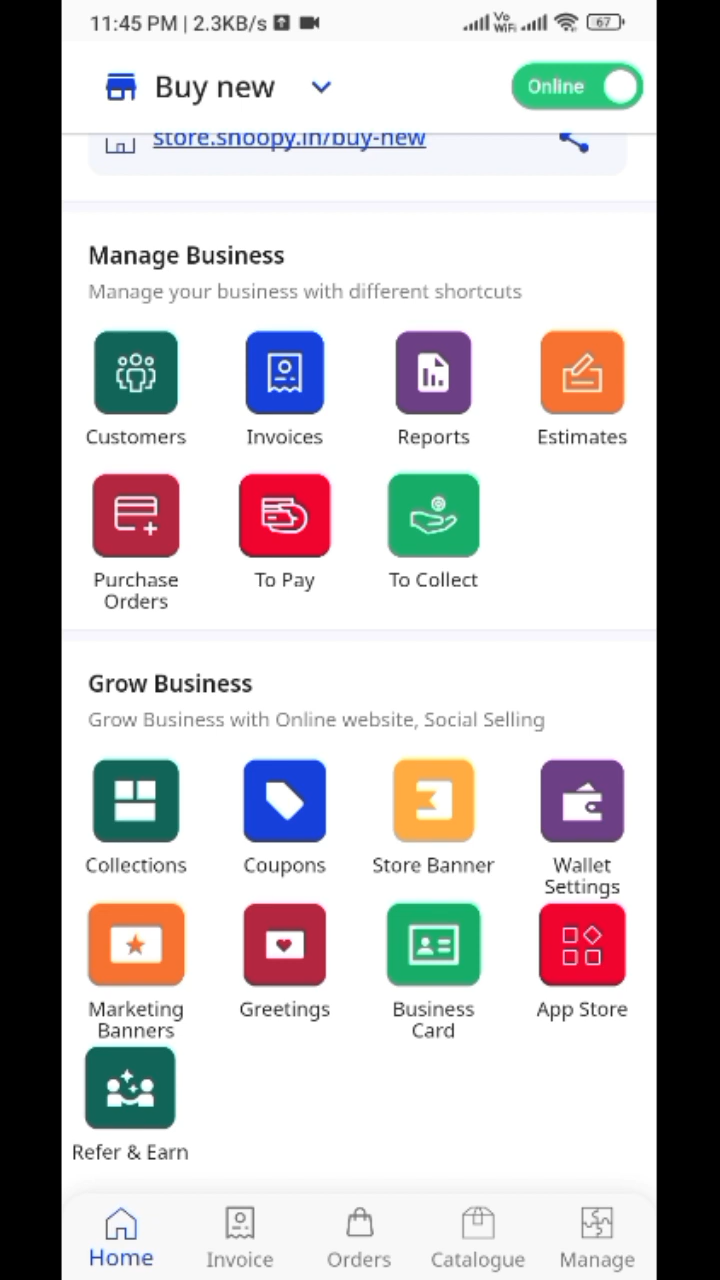 11:45 PM | 2.3KB/s
Vo
WiFi
67
Buy new
Online
store.shoopy.in/buy-new
Manage Business
Manage your business with different shortcuts
Customers
Invoices
Reports
Estimates
Purchase
Orders
To Pay
To Collect
Grow Business
Grow Business with Online website, Social Selling
Collections
Coupons
Store Banner
Wallet
Settings
Marketing
Banners
Greetings
Business
Card
App Store
Refer & Earn
Home
Invoice
Orders
Catalogue
Manage